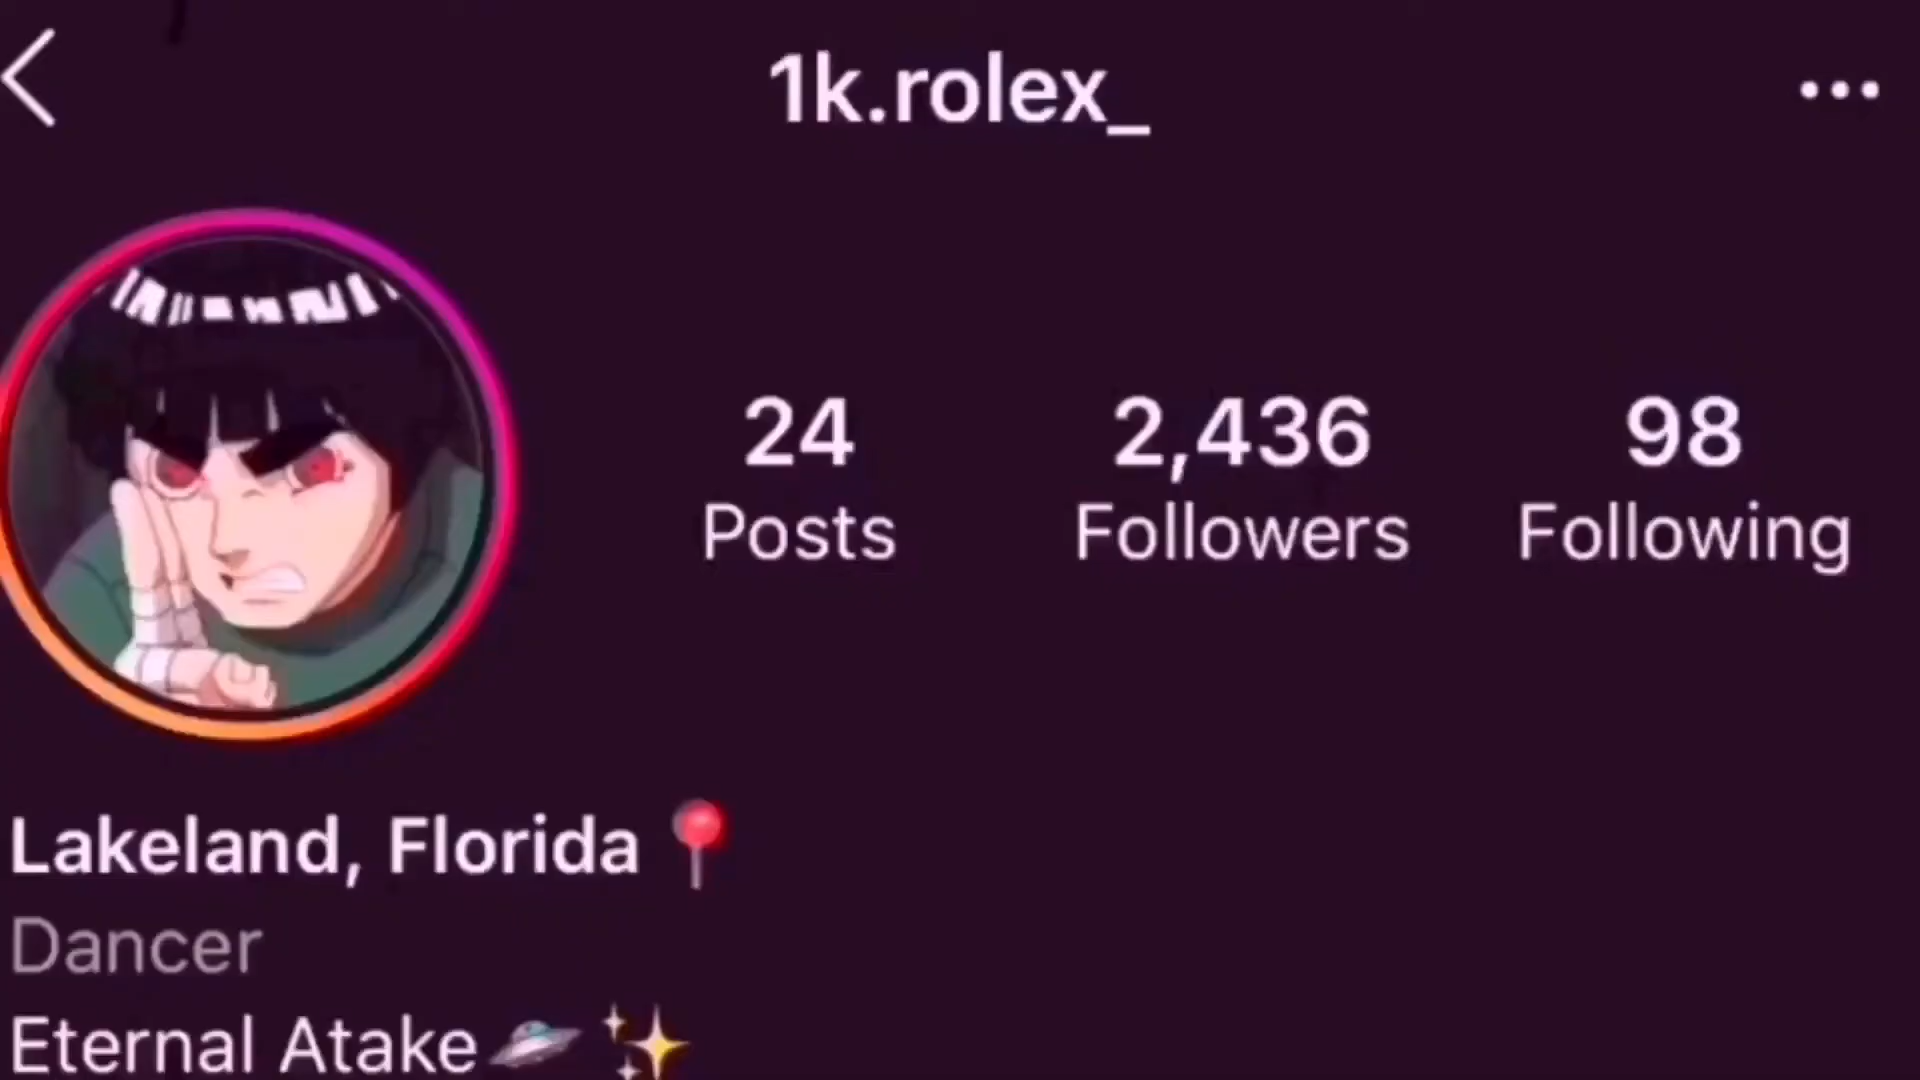 1k.rolex_
24 2,436 98
Posts Followers Following
Lakeland, Florida 📍
Dancer
Eternal Atake🛸 ✨